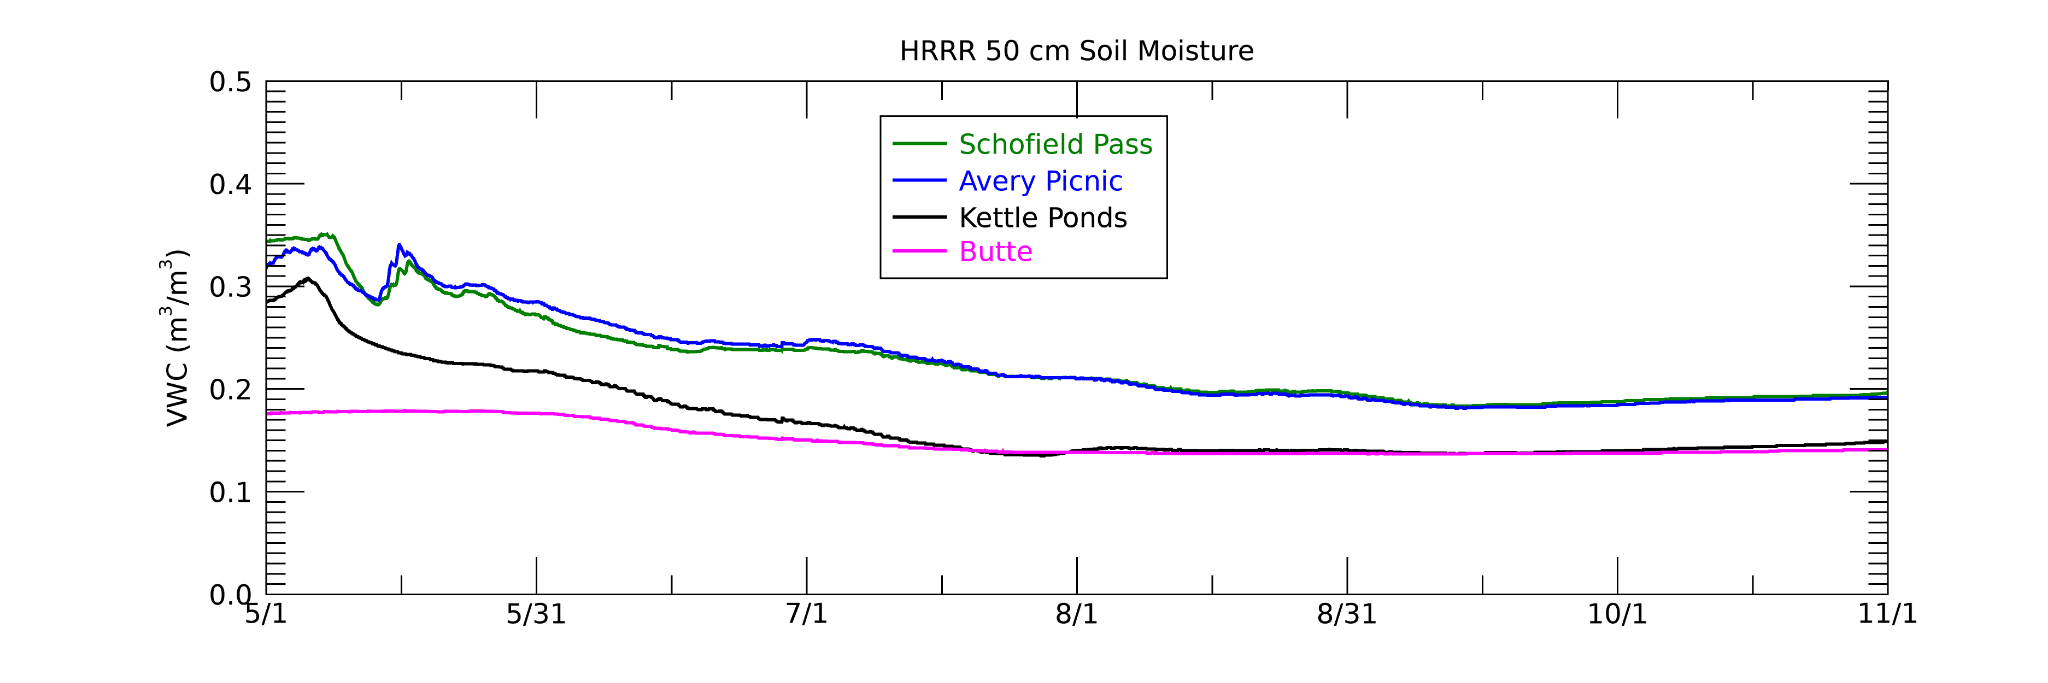 HRRR 50 cm Soil Moisture
VWC (m³/m³)
0.5
0.4
0.3
0.2
0.1
0.0
Schofield Pass
Avery Picnic
Kettle Ponds
Butte
5/1 5/31 7/1 8/1 8/31 10/1 11/1